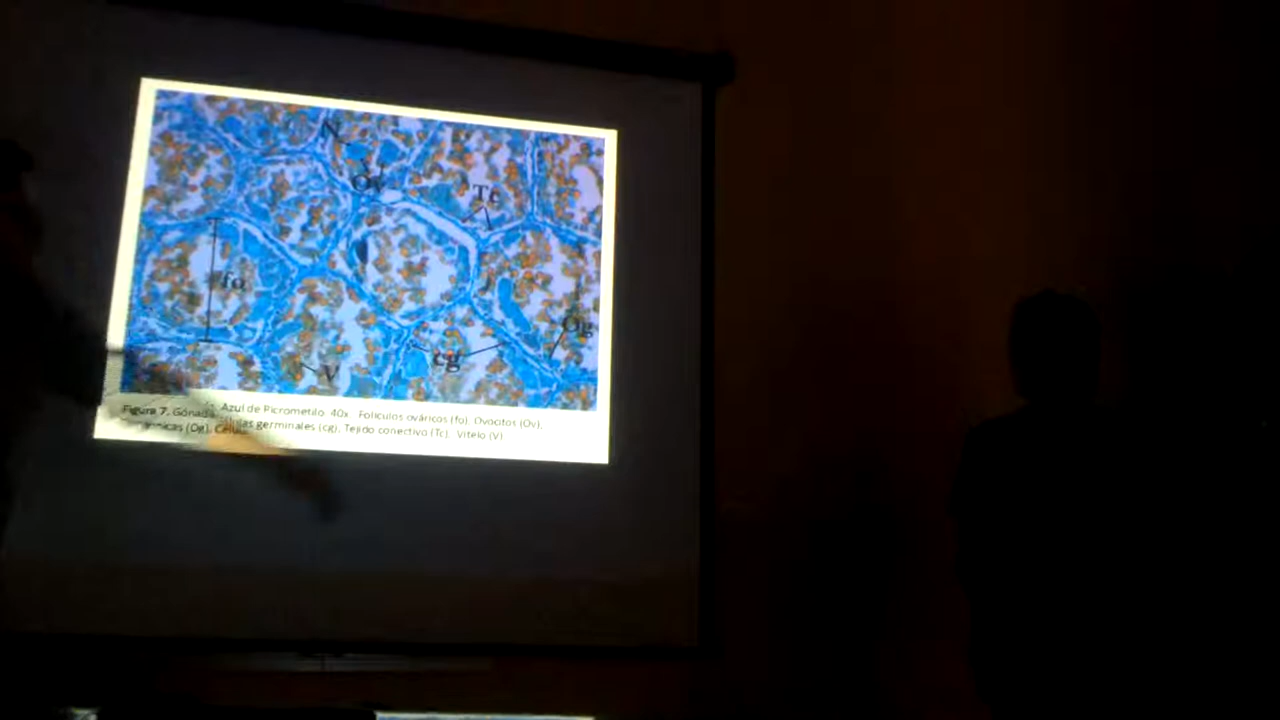 N
Ov
Tc
fo
Og
cg
V
Figura 7. Gónada Azul de Picrometilo 40x Folículos ováricos (fo), Ovocitos (Ov),
(Og), germinales (cg), Tejido conectivo (Tc), Vitelo (V)